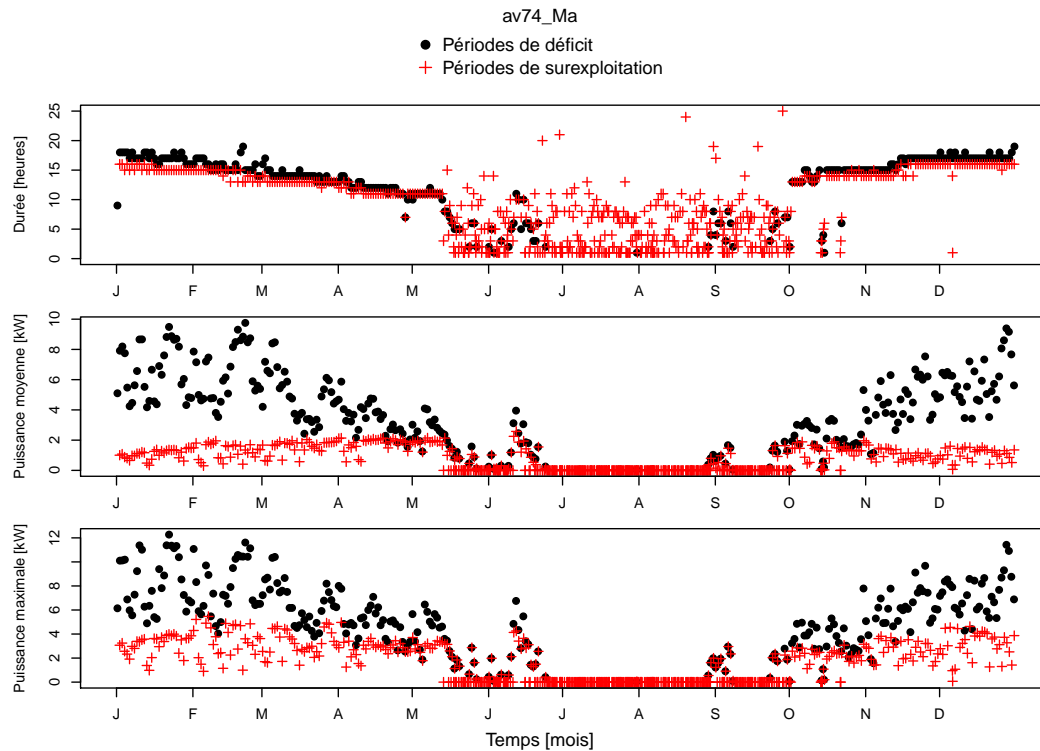 av74_Ma
Périodes de déficit
Périodes de surexploitation
Durée [heures]
0 5 10 15 20 25
J F M A M J J A S O N D
Puissance moyenne [kW]
0 2 4 6 8 10
J F M A M J J A S O N D
Puissance maximale [kW]
0 2 4 6 8 10 12
J F M A M J J A S O N D
Temps [mois]